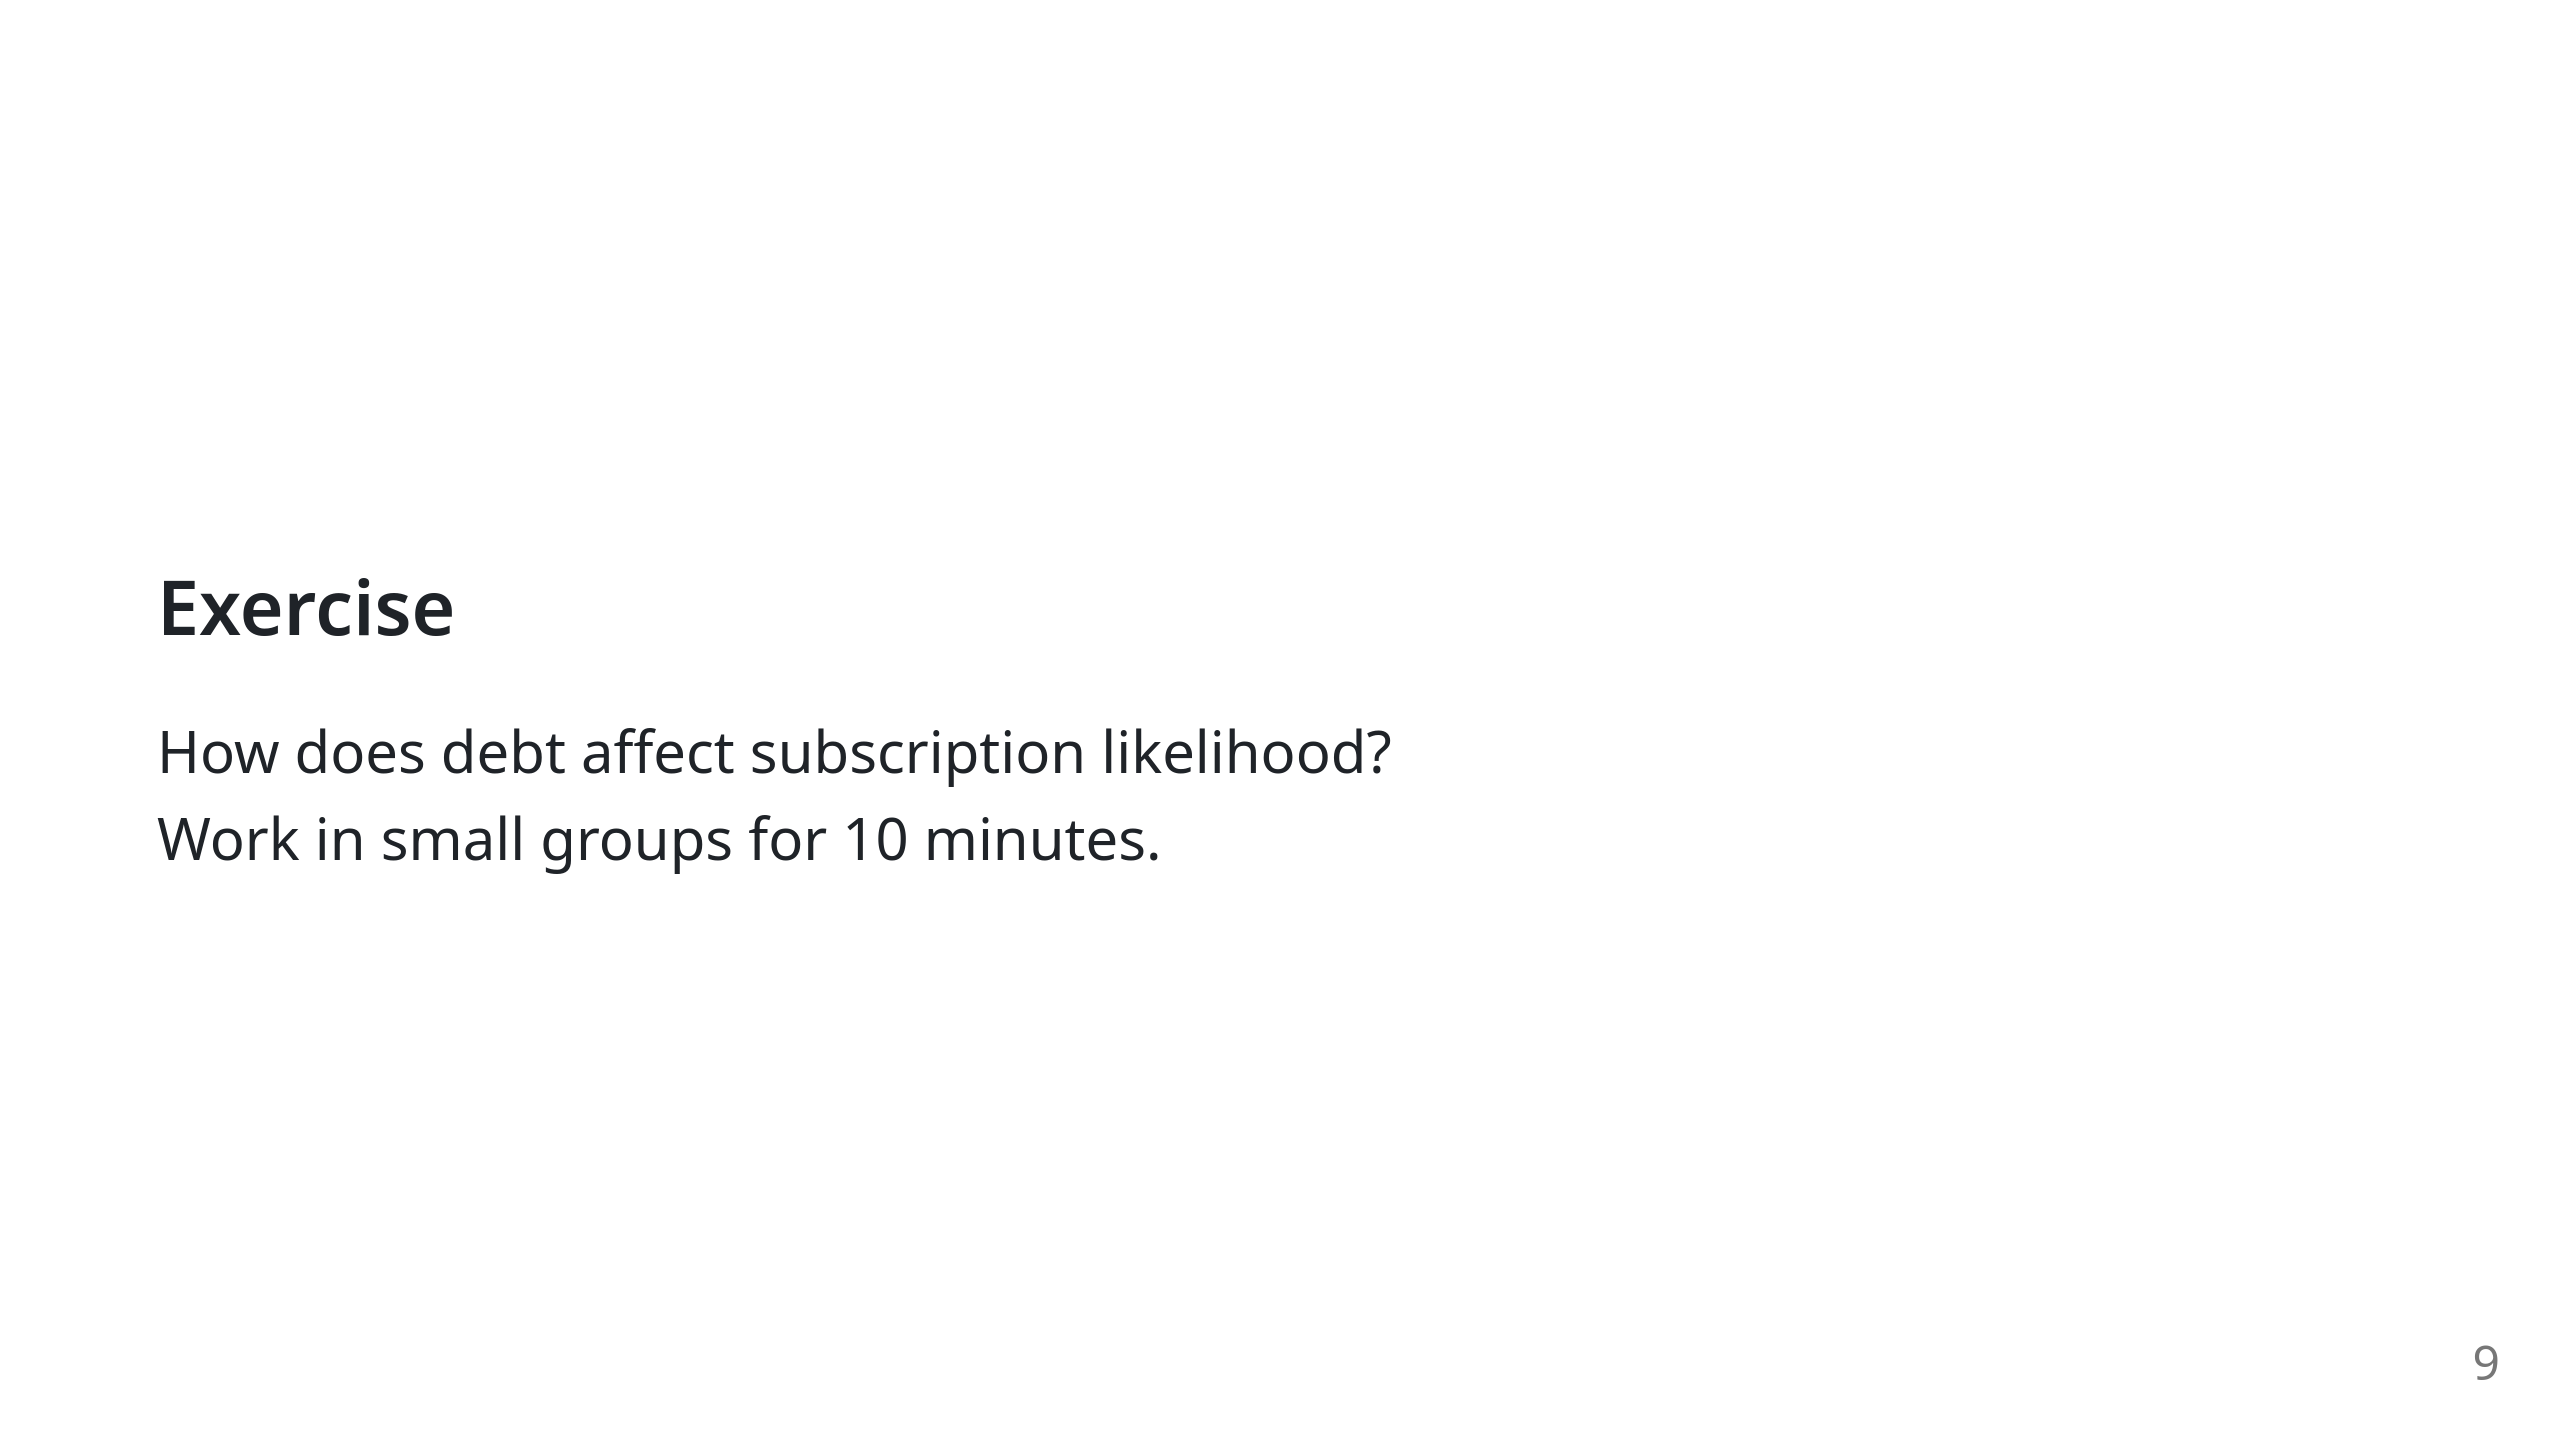 Exercise
How does debt affect subscription likelihood?
Work in small groups for 10 minutes.
9